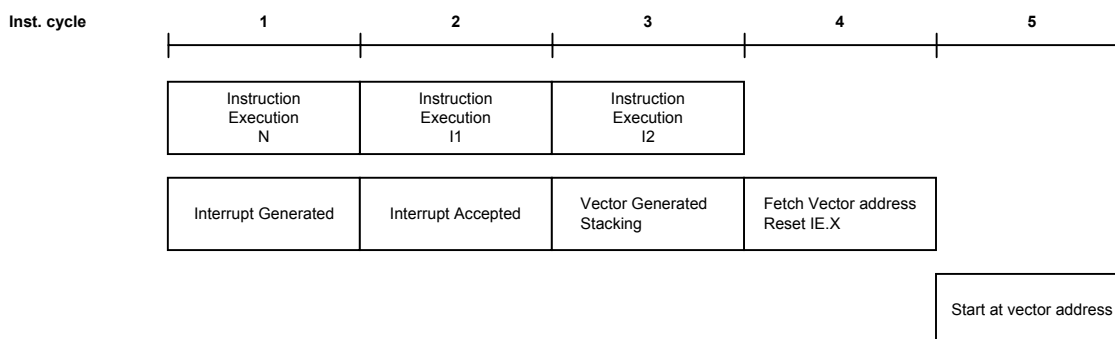 Inst. cycle 1 2 3 4 5
Instruction Execution N
Instruction Execution I1
Instruction Execution I2
Interrupt Generated
Interrupt Accepted
Vector Generated
Stacking
Fetch Vector address
Reset IE.X
Start at vector address